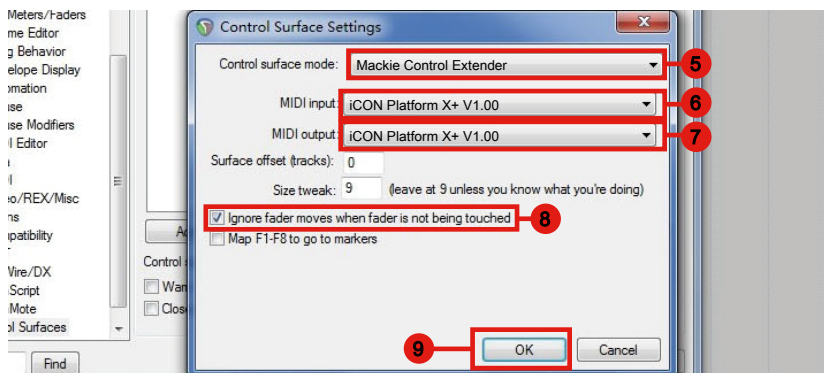 Meters/Faders
me Editor
g Behavior
elope Display
omation
use
use Modifiers
I Editor
eo/REX/Misc
ns
patibility
Wire/DX
Script
Mote
ol Surfaces
Find
Control
Wan
Clos
Control Surface Settings
Control surface mode: Mackie Control Extender
5
MIDI input: iCON Platform X+ V1.00
6
MIDI output: iCON Platform X+ V1.00
7
Surface offset (tracks): 0
Size tweak: 9 (leave at 9 unless you know what you're doing)
Ignore fader moves when fader is not being touched
8
Map F1-F8 to go to markers
9
OK
Cancel